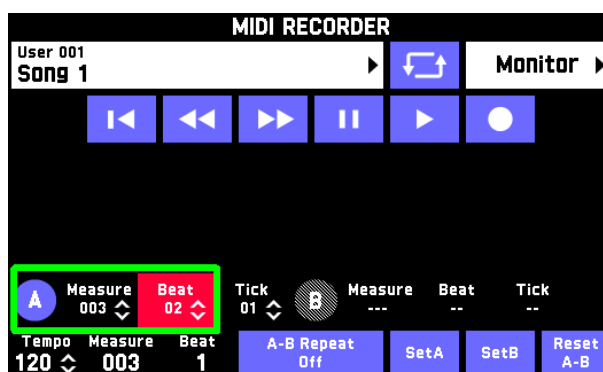 MIDI RECORDER
User 001
Song 1
Monitor
A Measure Beat Tick B Measure Beat Tick
003 02 01 --- -- --
Tempo Measure Beat A-B Repeat SetA SetB Reset
120 003 1 Off A-B